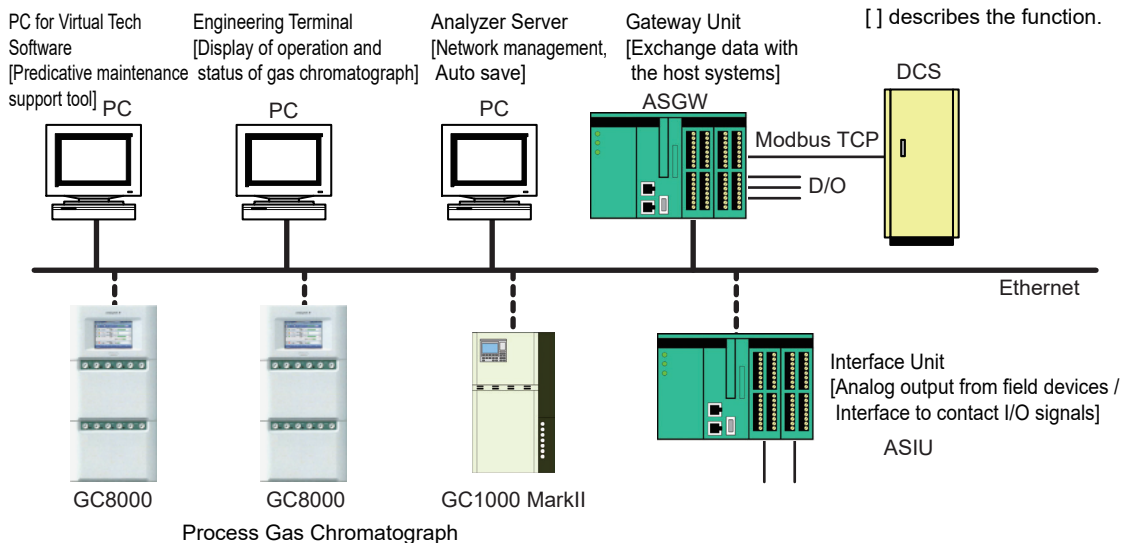 PC for Virtual Tech
Software
[Predicative maintenance
support tool]
PC
Engineering Terminal
[Display of operation and
status of gas chromatograph]
PC
Analyzer Server
[Network management,
Auto save]
PC
Gateway Unit
[Exchange data with
the host systems]
ASGW
[ ] describes the function.
DCS
Modbus TCP
D/O
Ethernet
Interface Unit
[Analog output from field devices /
Interface to contact I/O signals]
ASIU
GC8000
GC8000
GC1000 MarkII
Process Gas Chromatograph